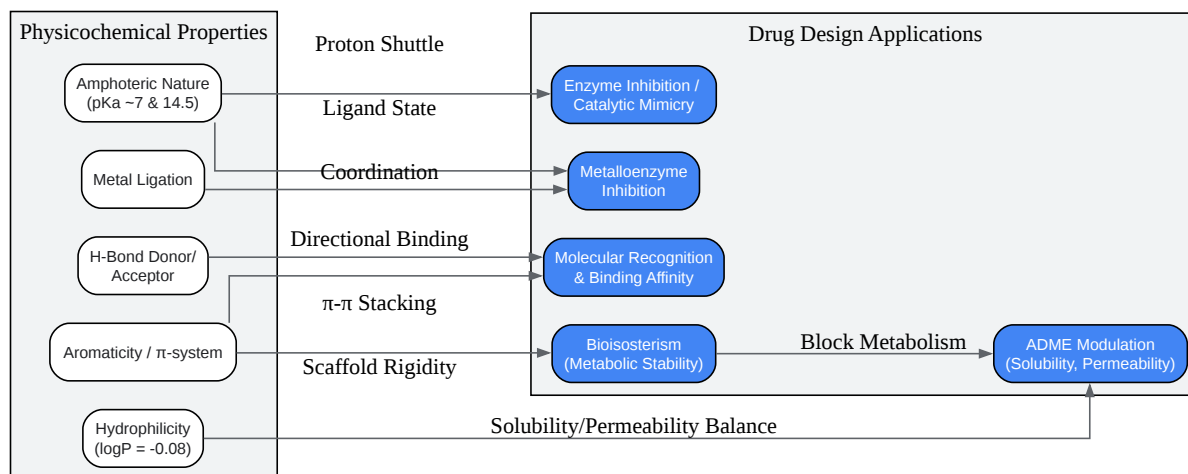 Physicochemical Properties
Drug Design Applications
Proton Shuttle
Amphoteric Nature
(pKa ~7 & 14.5)
Enzyme Inhibition /
Catalytic Mimicry
Ligand State
Metal Ligation
Coordination
Metalloenzyme
Inhibition
Directional Binding
H-Bond Donor/
Acceptor
Molecular Recognition
& Binding Affinity
π-π Stacking
Aromaticity / π-system
Scaffold Rigidity
Bioisosterism
(Metabolic Stability)
Block Metabolism
ADME Modulation
(Solubility, Permeability)
Hydrophilicity
(logP = -0.08)
Solubility/Permeability Balance